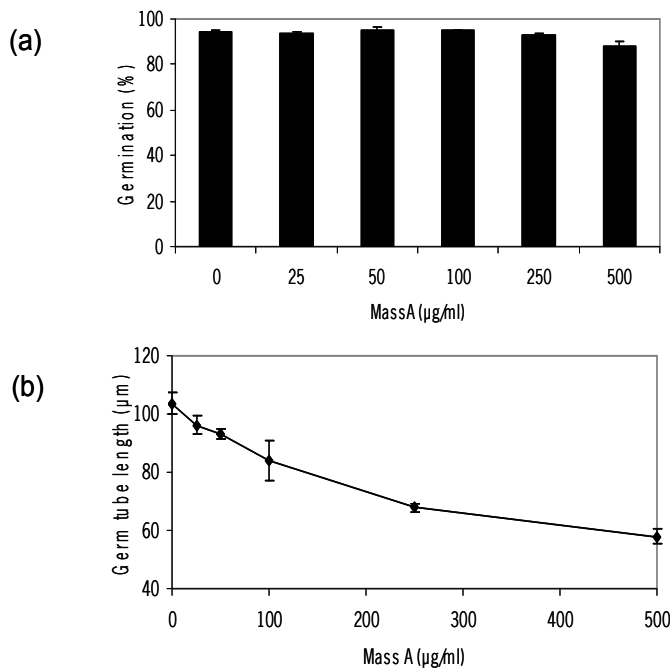 (a)
Germination (%)
100
80
60
40
20
0
0 25 50 100 250 500
MassA (µg/ml)
(b)
Germ tube length (µm)
120
100
80
60
40
0 100 200 300 400 500
Mass A (µg/ml)